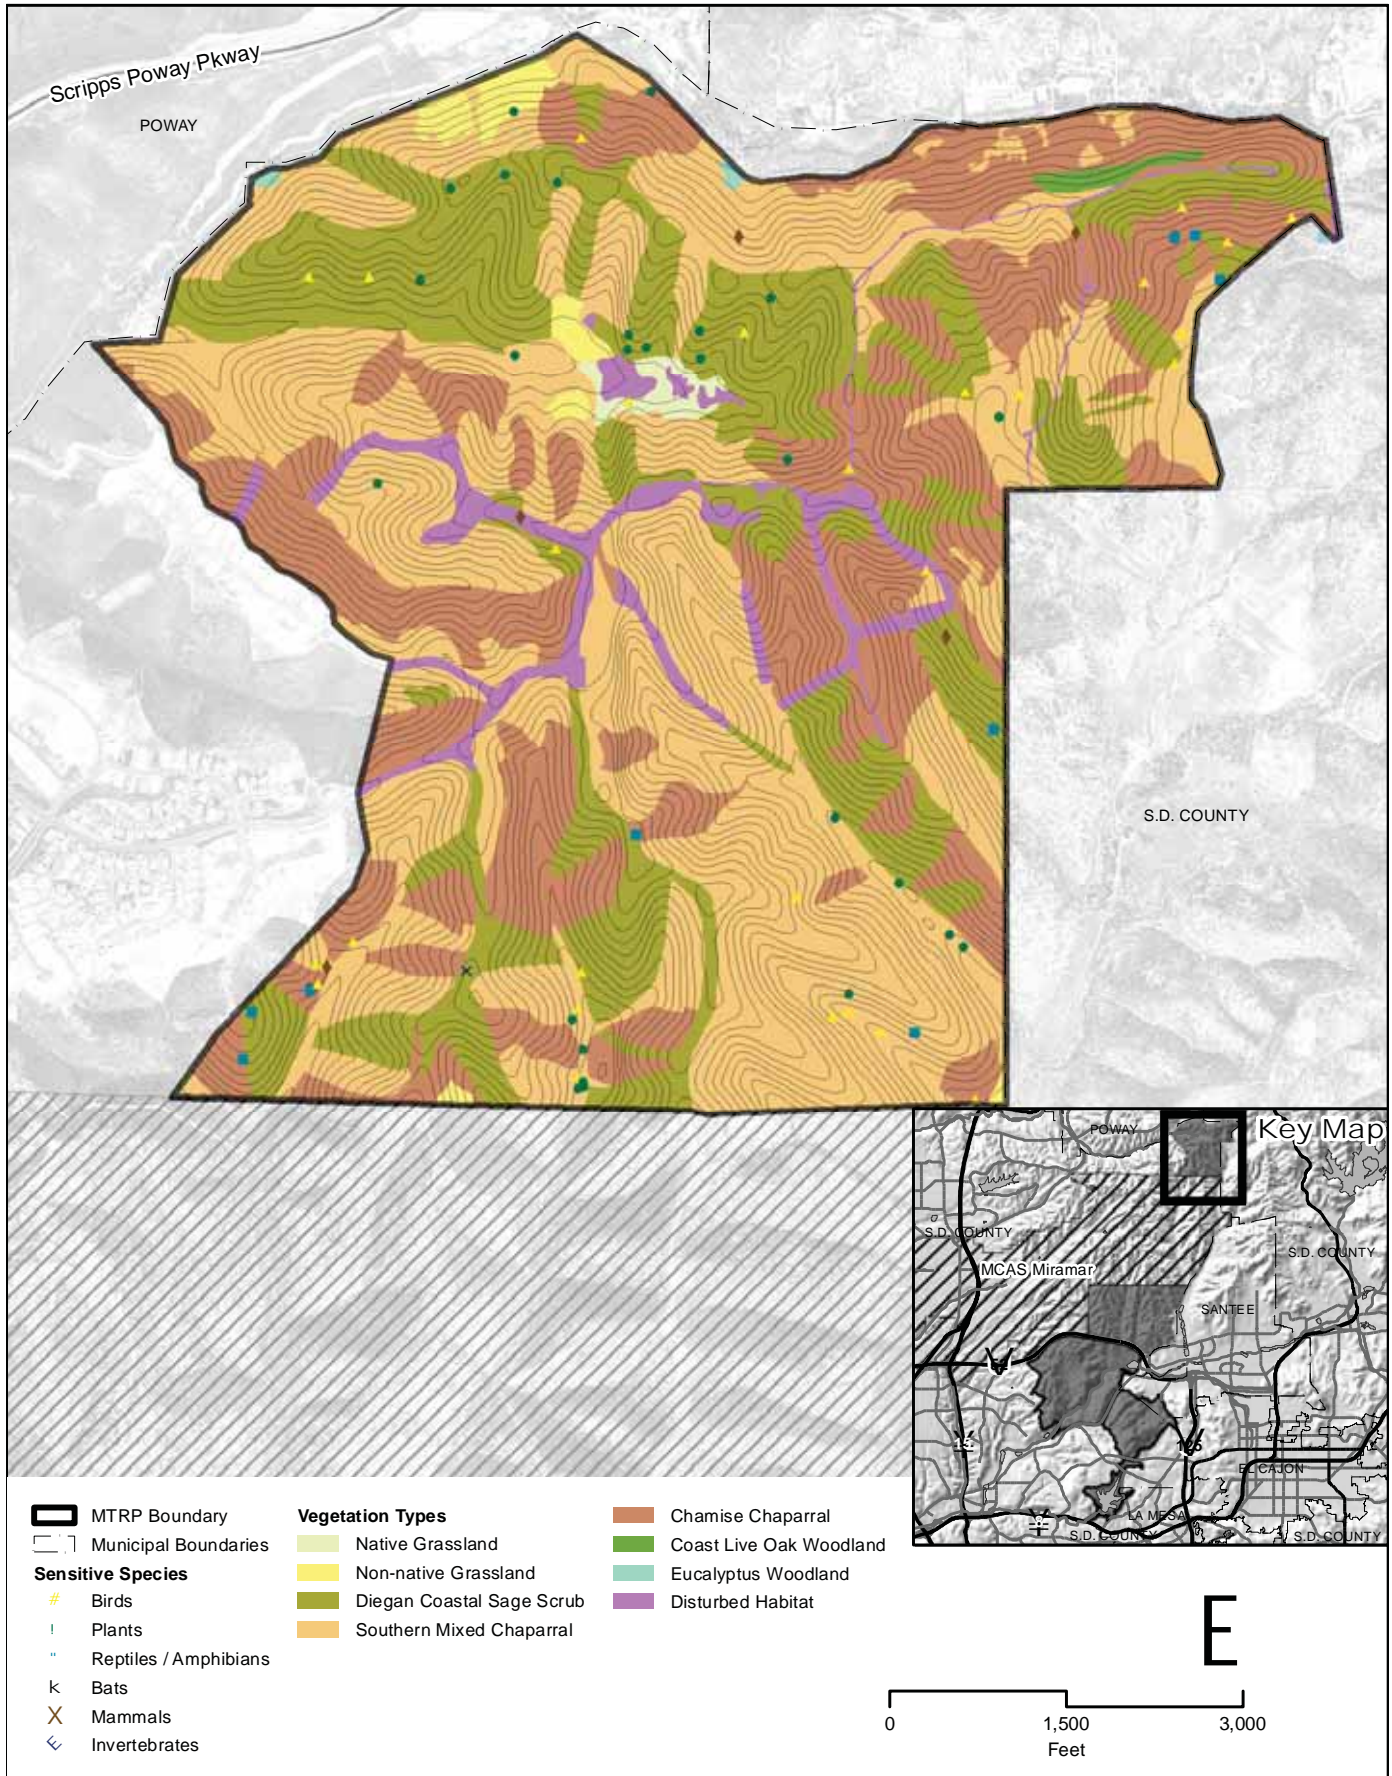 Scripps Poway Pkway
POWAY
S.D. COUNTY
Key Map
POWAY
S.D. COUNTY
S.D. COUNTY
MCAS Miramar
SANTEE
125
EL CAJON
LA MESA
S.D. COUNTY
S.D. COUNTY
MTRP Boundary
Municipal Boundaries
Sensitive Species
# Birds
! Plants
" Reptiles / Amphibians
K Bats
X Mammals
E Invertebrates
Vegetation Types
Native Grassland
Non-native Grassland
Diegan Coastal Sage Scrub
Southern Mixed Chaparral
Chamise Chaparral
Coast Live Oak Woodland
Eucalyptus Woodland
Disturbed Habitat
E
0 1,500 3,000
Feet